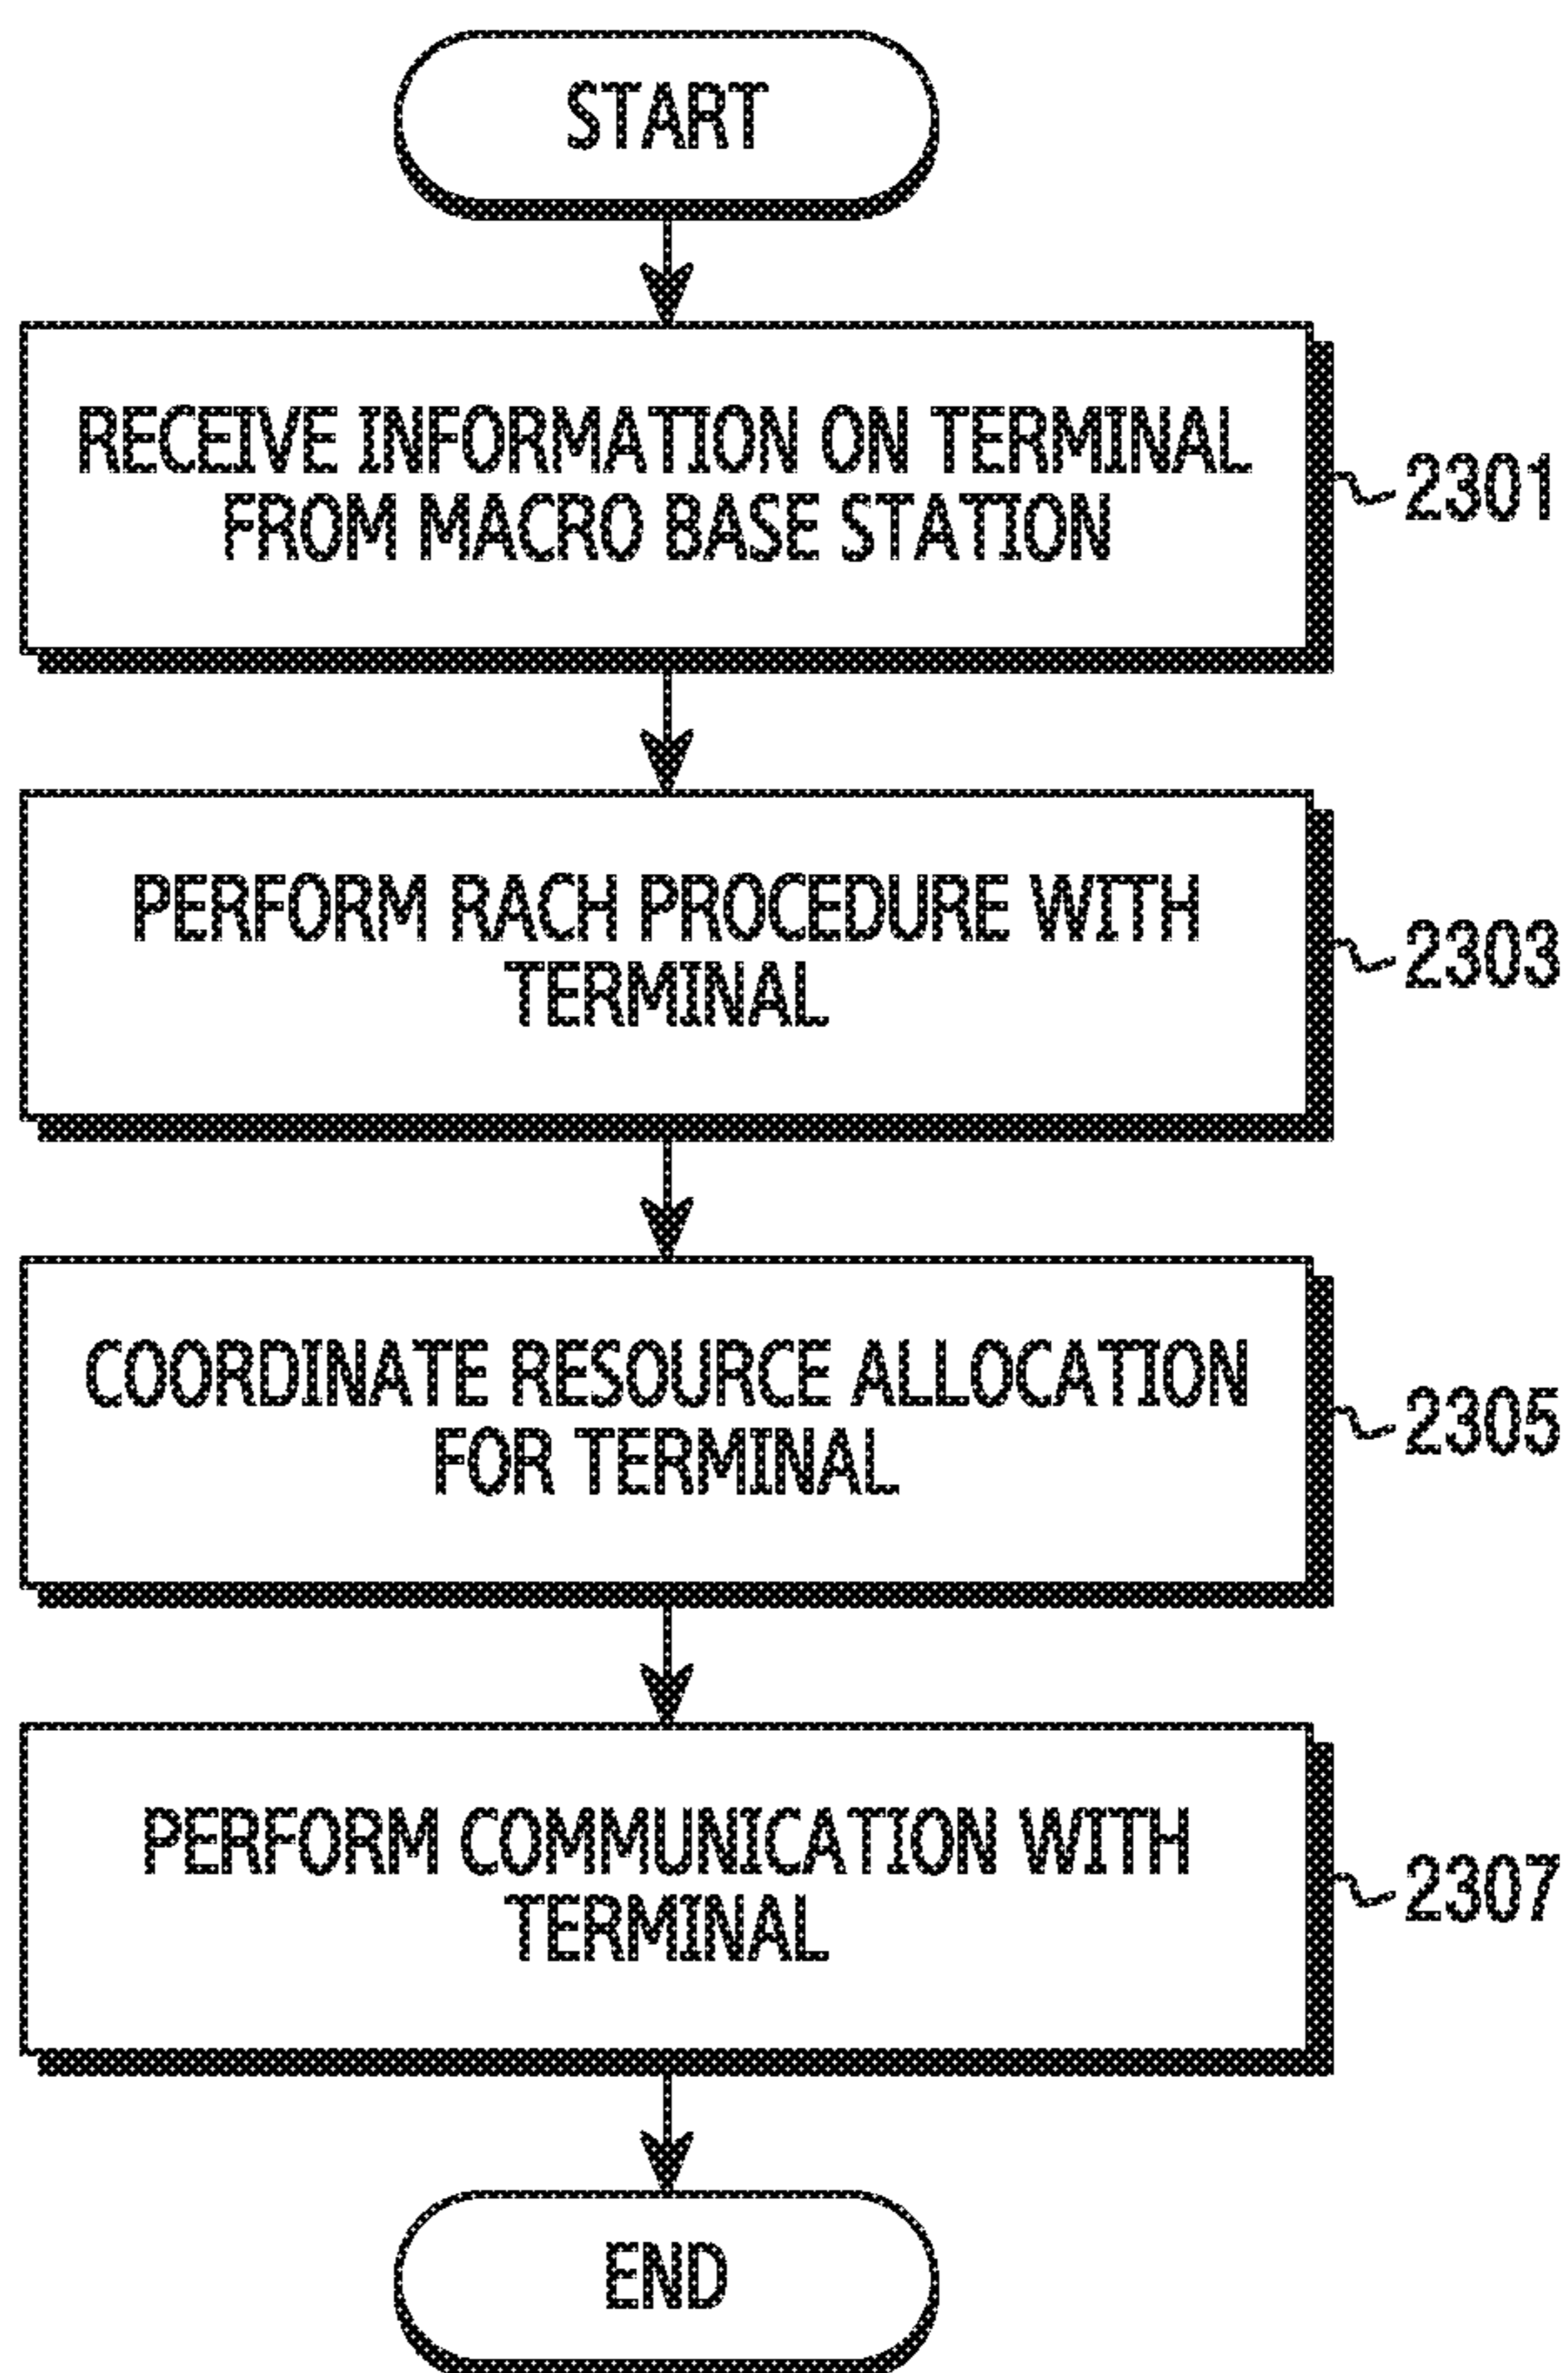 START
RECEIVE INFORMATION ON TERMINAL
FROM MACRO BASE STATION
2301
PERFORM RACH PROCEDURE WITH
TERMINAL
2303
COORDINATE RESOURCE ALLOCATION
FOR TERMINAL
2305
PERFORM COMMUNICATION WITH
TERMINAL
2307
END